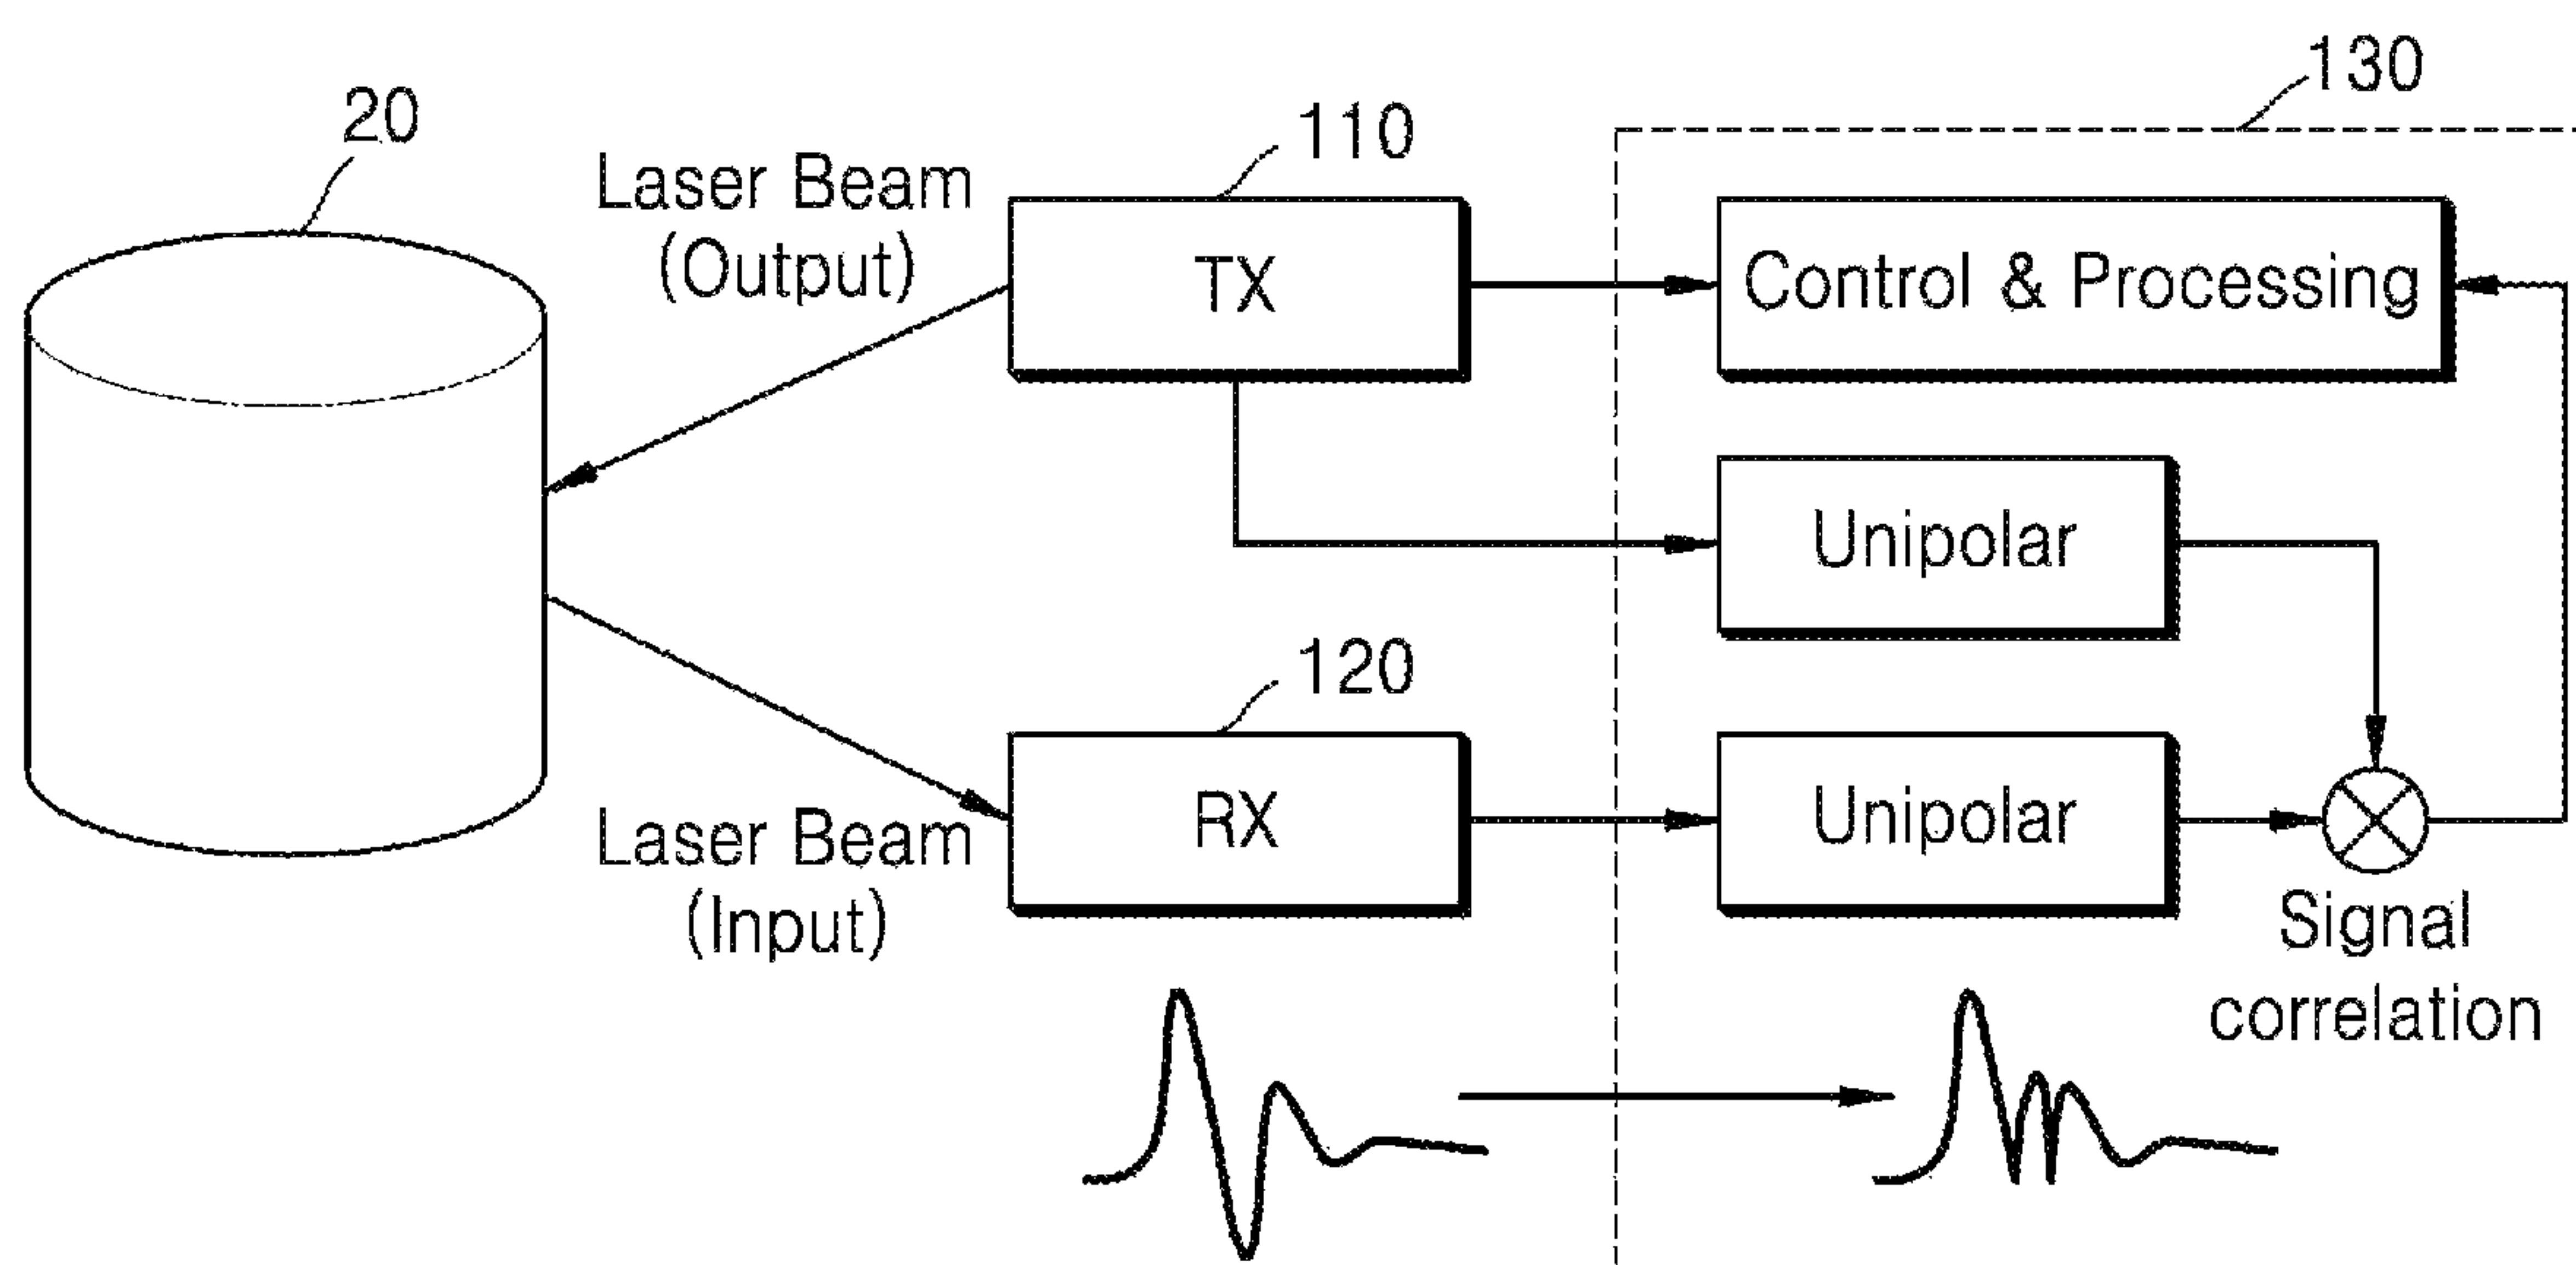 130
20
110
Laser Beam
(Output)
TX
Control & Processing
Unipolar
120
Laser Beam
(Input)
RX
Unipolar
Signal
correlation